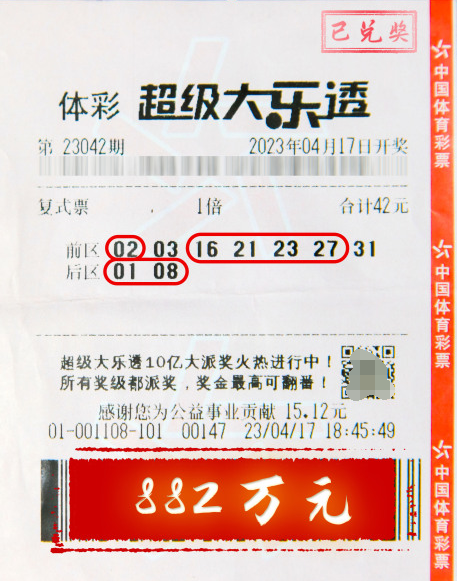 已兑奖
体彩 超级大乐透
第 23042期 2023年04月17日开奖
复式票 1倍 合计42元
前区 02 03 16 21 23 27 31
后区 01 08
超级大乐透10亿大派奖火热进行中！
所有奖级都派奖，奖金最高可翻番！
感谢您为公益事业贡献 15.12元
01-001108-101 00147 23/04/17 18:45:49
882万元
中国体育彩票
中国体育彩票
中国体育彩票